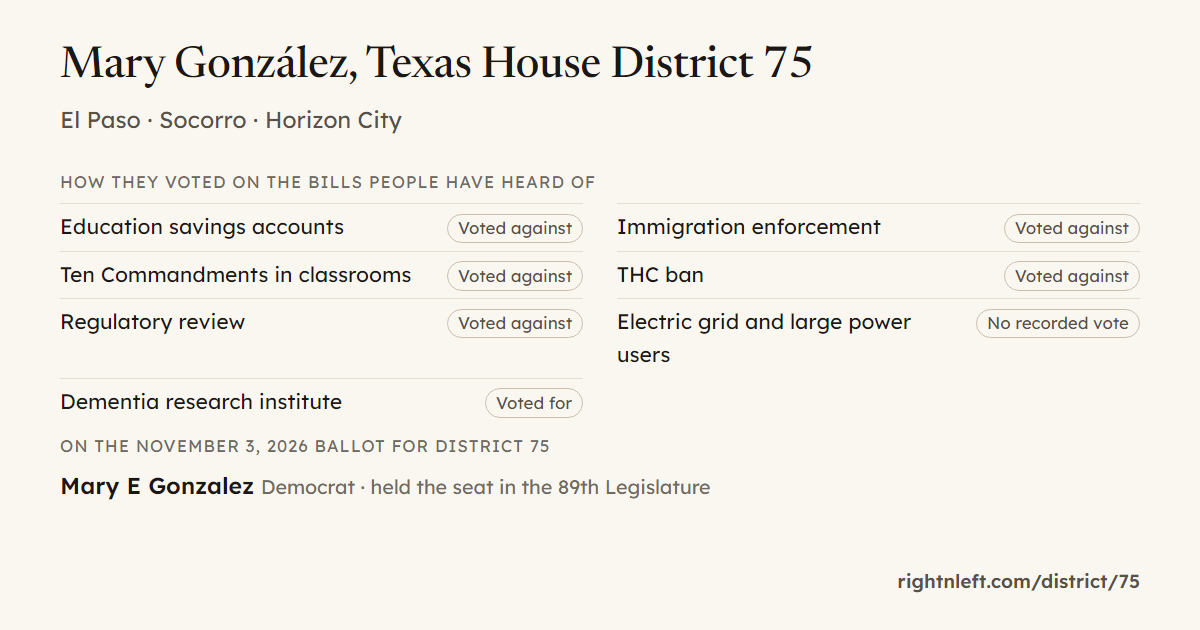 Mary González, Texas House District 75
El Paso · Socorro · Horizon City
HOW THEY VOTED ON THE BILLS PEOPLE HAVE HEARD OF
Education savings accounts Voted against
Immigration enforcement Voted against
Ten Commandments in classrooms Voted against
THC ban Voted against
Regulatory review Voted against
Electric grid and large power No recorded vote
users
Dementia research institute Voted for
ON THE NOVEMBER 3, 2026 BALLOT FOR DISTRICT 75
Mary E Gonzalez Democrat · held the seat in the 89th Legislature
rightnleft.com/district/75